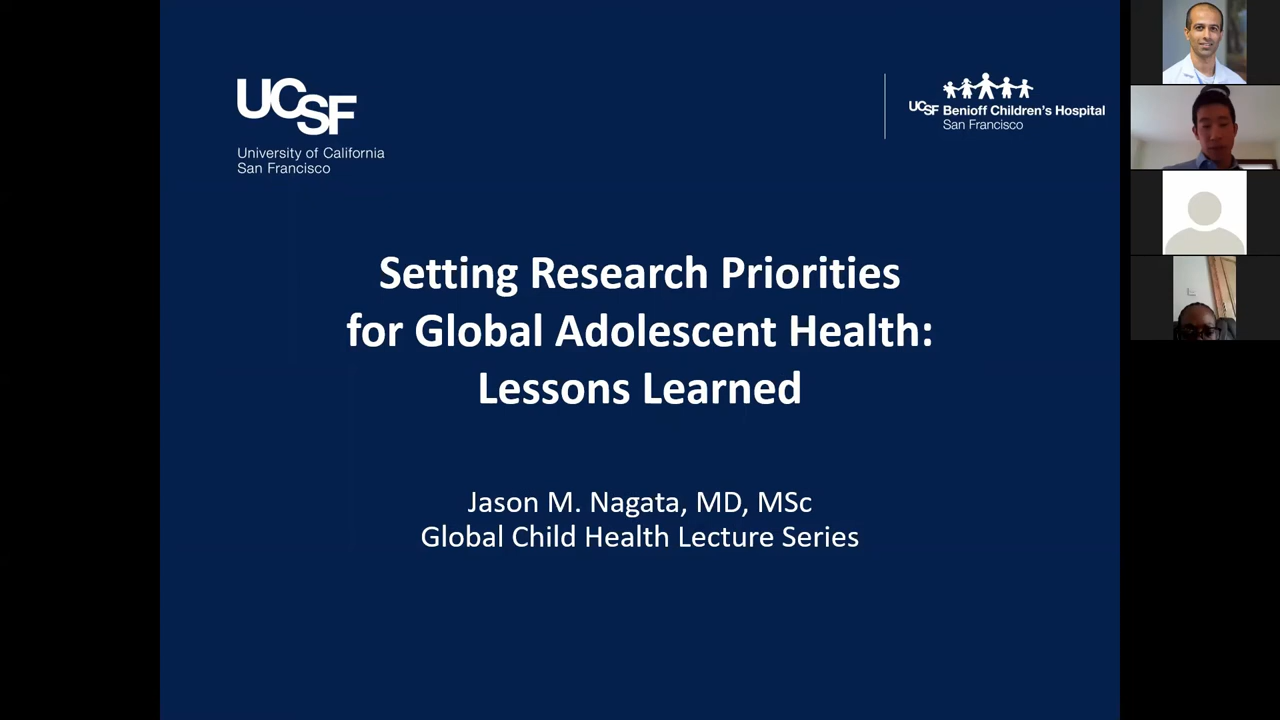 UCSF
University of California
San Francisco
UCSF Benioff Children's Hospital
San Francisco
Setting Research Priorities
for Global Adolescent Health:
Lessons Learned
Jason M. Nagata, MD, MSc
Global Child Health Lecture Series